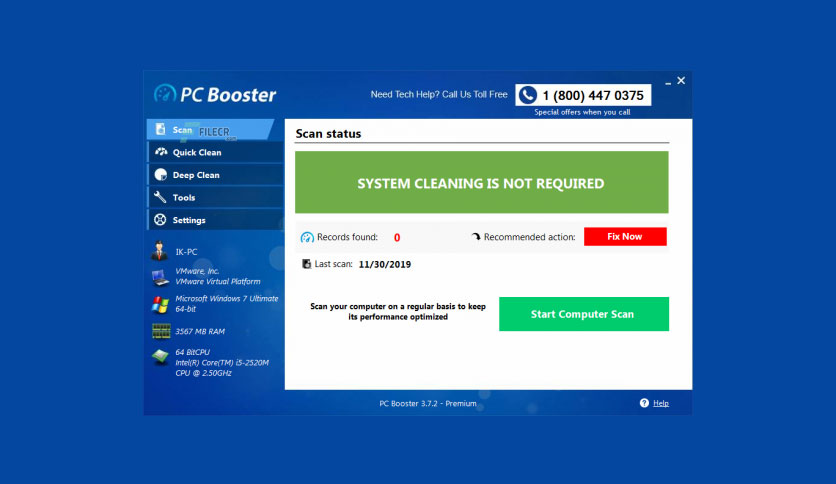 PC Booster
Need Tech Help? Call Us Toll Free
1 (800) 447 0375
Special offers when you call
Scan
FILECR
.com
Quick Clean
Deep Clean
Tools
Settings
IK-PC
VMware, Inc.
VMware Virtual Platform
Microsoft Windows 7 Ultimate
64-bit
3567 MB RAM
64 BitCPU
Intel(R) Core(TM) i5-2520M
CPU @ 2.50GHz
Scan status
SYSTEM CLEANING IS NOT REQUIRED
Records found: 0
Recommended action: Fix Now
Last scan: 11/30/2019
Scan your computer on a regular basis to keep
its performance optimized
Start Computer Scan
PC Booster 3.7.2 - Premium
? Help